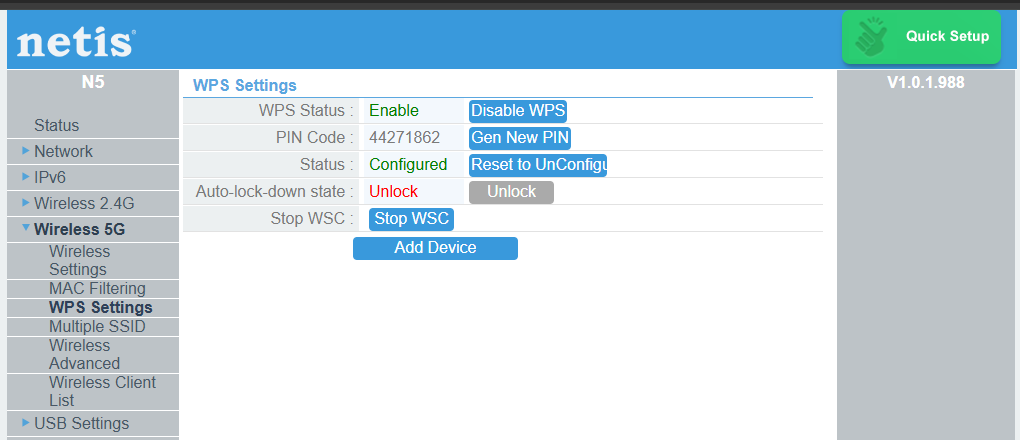 netis
Quick Setup
N5
WPS Settings
V1.0.1.988
WPS Status : Enable Disable WPS
Status
PIN Code : 44271862 Gen New PIN
Network
Status : Configured Reset to UnConfigu
IPv6
Auto-lock-down state : Unlock Unlock
Wireless 2.4G
Stop WSC : Stop WSC
Wireless 5G
Add Device
Wireless
Settings
MAC Filtering
WPS Settings
Multiple SSID
Wireless
Advanced
Wireless Client
List
USB Settings